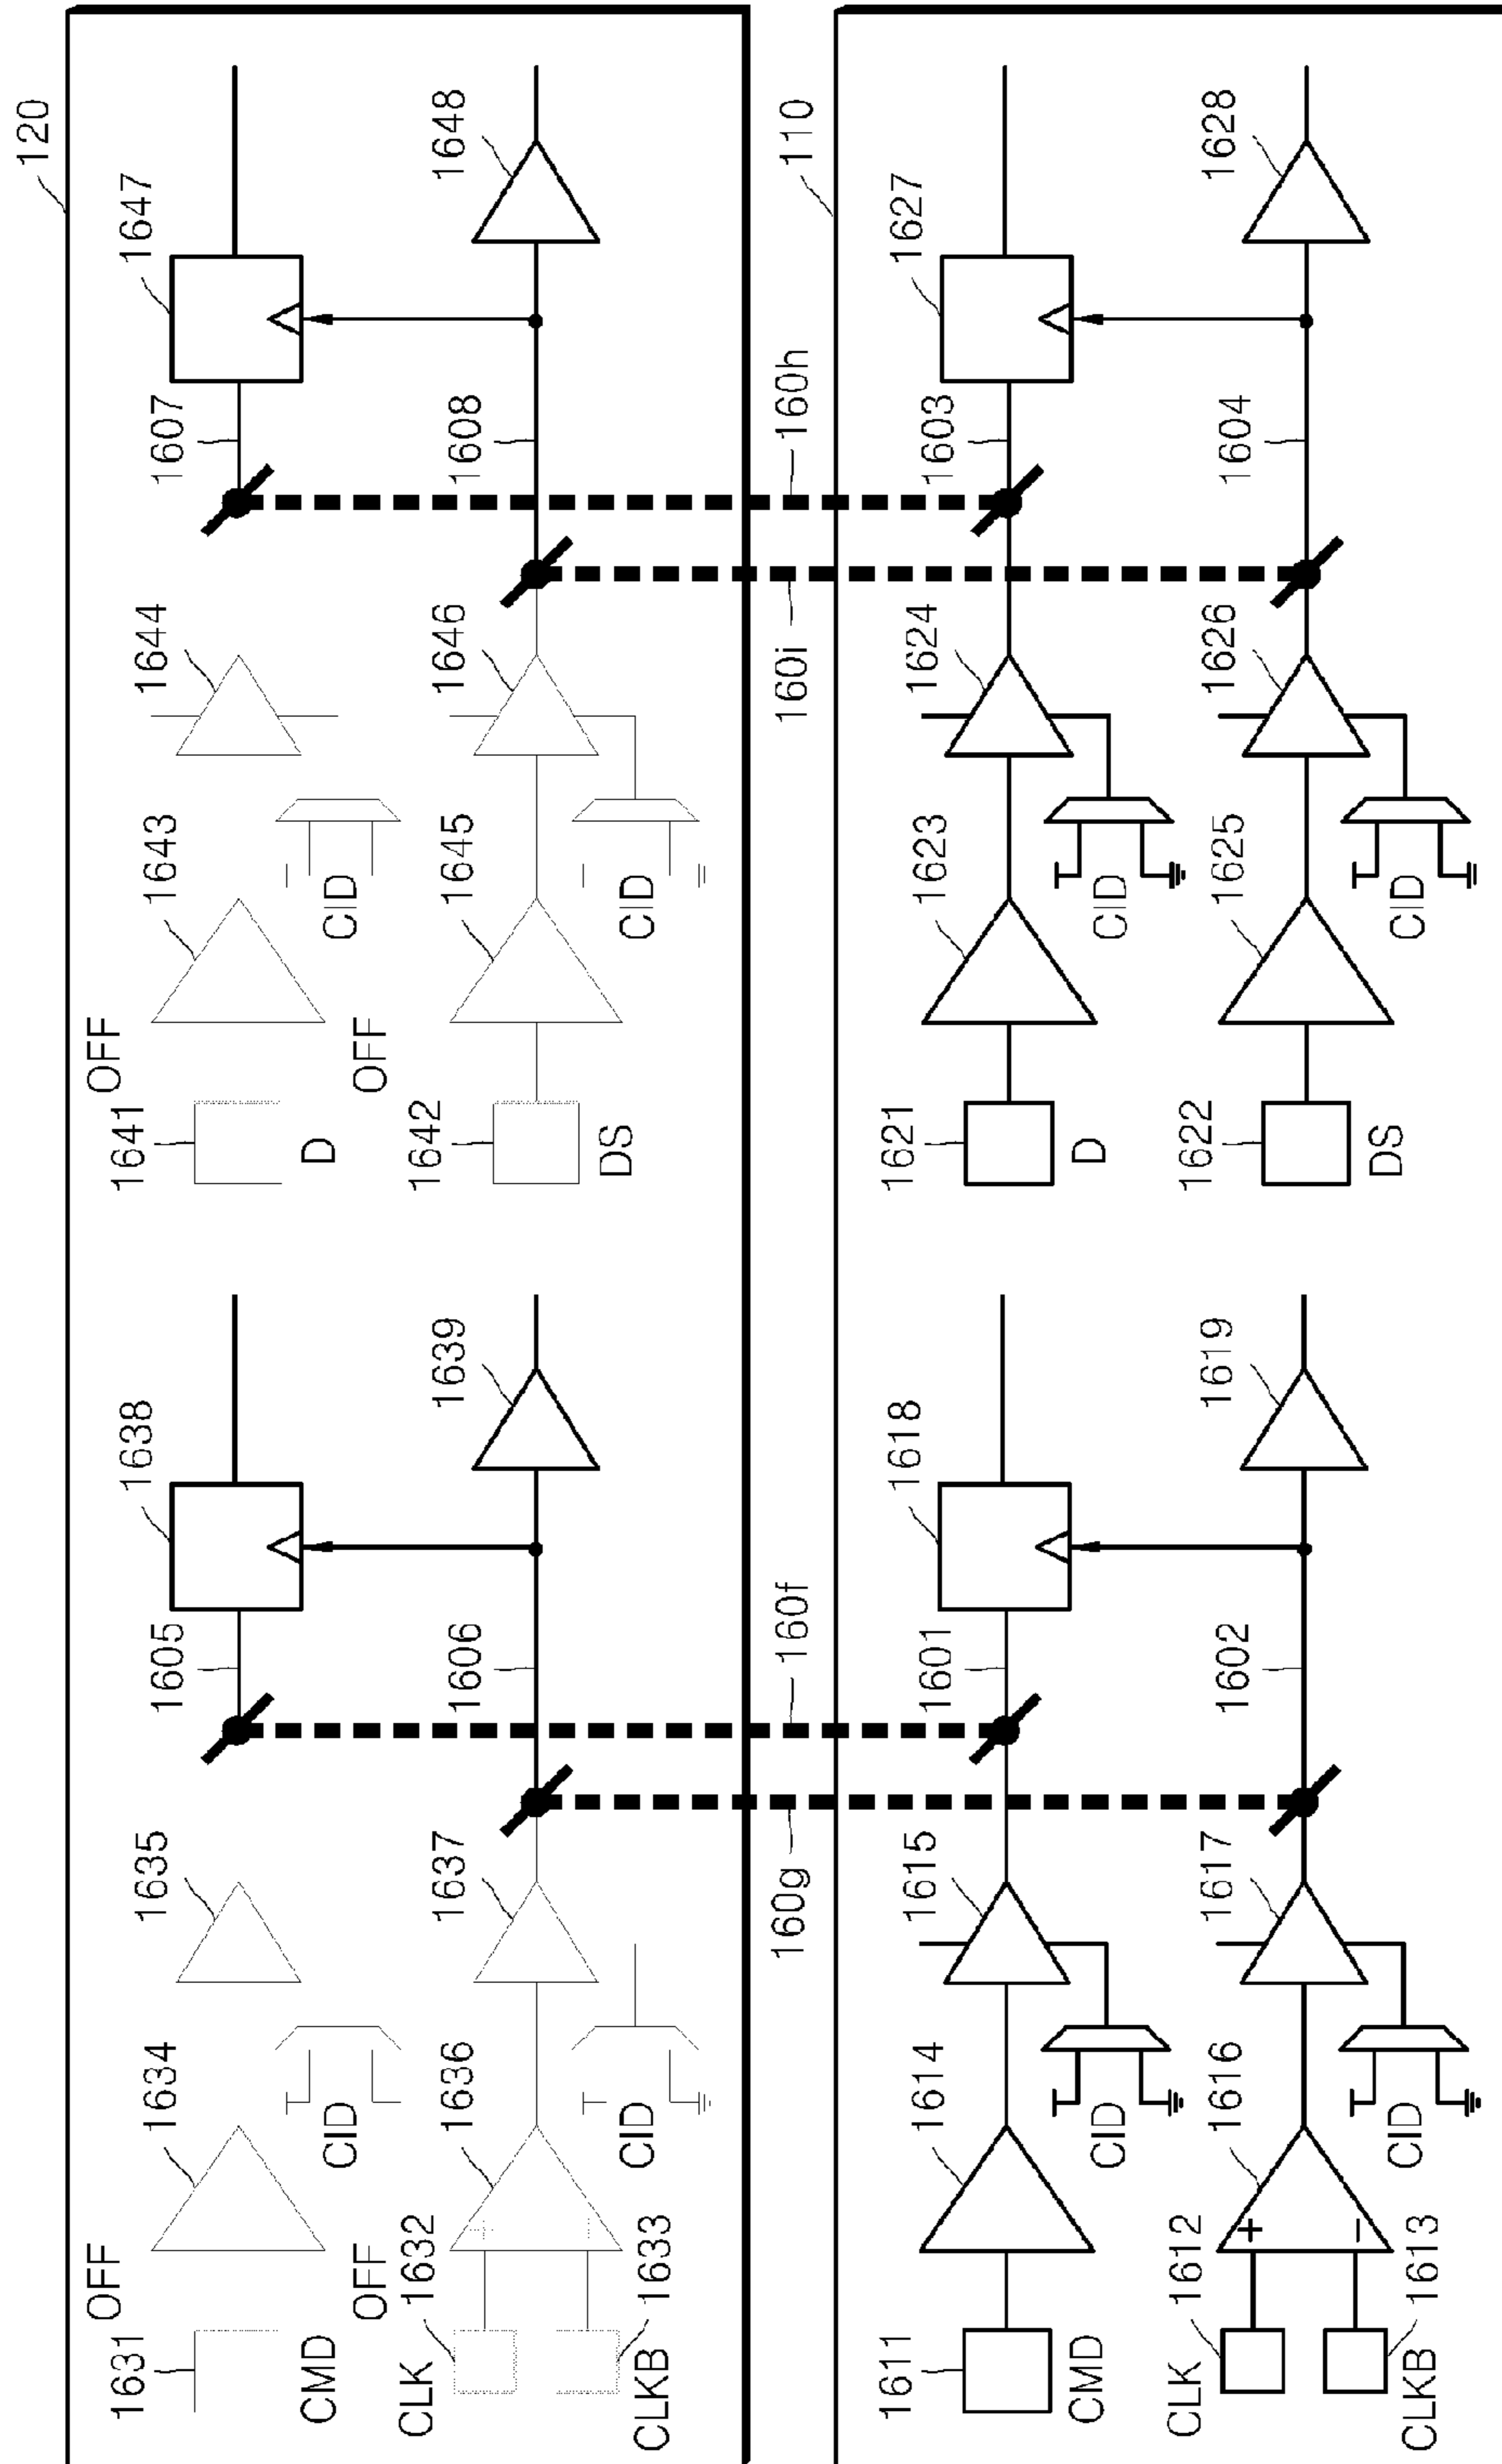 120
OFF
1631
CMD
1634
CID
1635
1605
1638
OFF
1641
D
1643
CID
1644
1607
1647
OFF
CLK
1632
CLKB
1633
1636
CID
1637
1606
1639
OFF
1642
DS
1645
CID
1646
1608
1648
160g
160f
160i
160h
110
1611
CMD
1614
CID
1615
1601
1618
1621
D
1623
CID
1624
1603
1627
CLK
1612
+
−
CLKB
1613
1616
CID
1617
1602
1619
1622
DS
1625
CID
1626
1604
1628